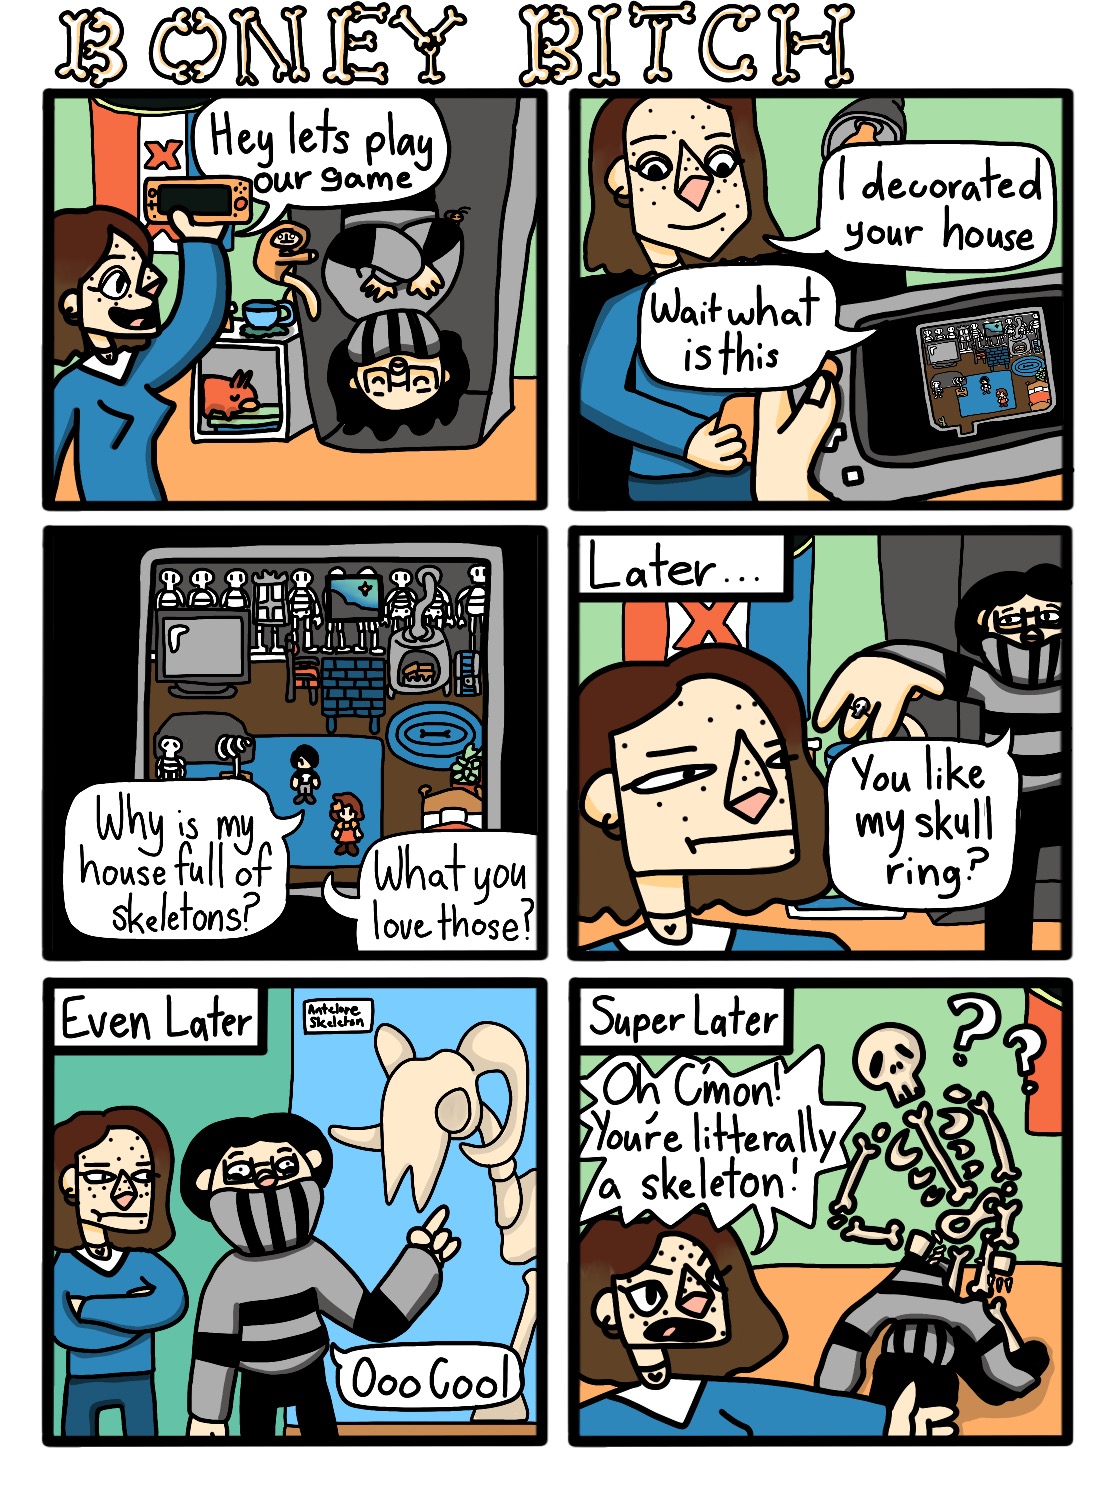 BONEY BITCH
Hey lets play
our game
I decorated
your house
Wait what
is this
Why is my
house full of
skeletons?
What you
love those?
Later...
You like
my skull
ring?
Even Later
Antelope
Skeleton
Ooo Cool
Super Later
Oh C'mon!
You're litterally
a skeleton!